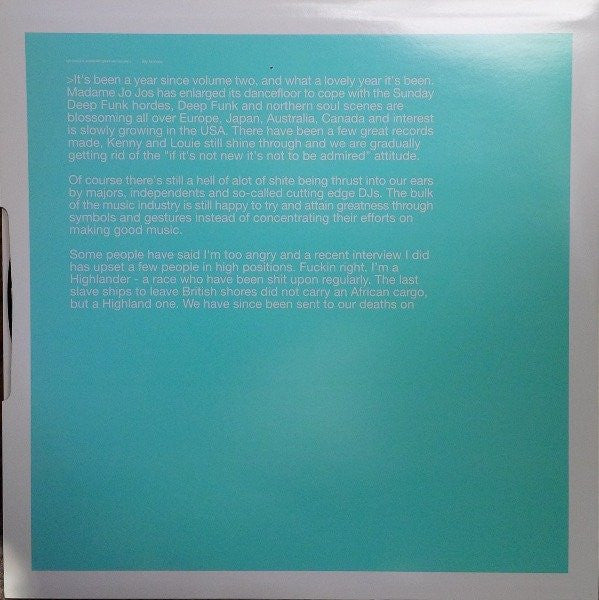 >It's been a year since volume two, and what a lovely year it's been.
Madame Jo Jos has enlarged its dancefloor to cope with the Sunday
Deep Funk hordes, Deep Funk and northern soul scenes are
blossoming all over Europe, Japan, Australia, Canada and interest
is slowly growing in the USA. There have been a few great records
made, Kenny and Louie still shine through and we are gradually
getting rid of the "if it's not new it's not to be admired" attitude.
Of course there's still a hell of alot of shite being thrust into our ears
by majors, independents and so-called cutting edge DJs. The bulk
of the music industry is still happy to try and attain greatness through
symbols and gestures instead of concentrating their efforts on
making good music.
Some people have said I'm too angry and a recent interview I did
has upset a few people in high positions. Fuckin right. I'm a
Highlander - a race who have been shit upon regularly. The last
slave ships to leave British shores did not carry an African cargo,
but a Highland one. We have since been sent to our deaths on